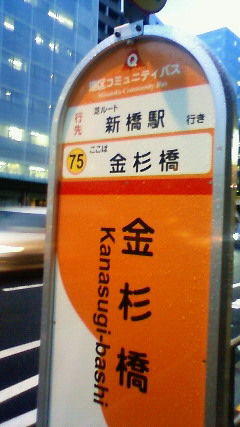 港区コミュニティバス
Minato-ku Community Bus
芝ルート
行先
新橋駅
行き
75
ここは
金杉橋
金杉橋
Kanasugi-bashi